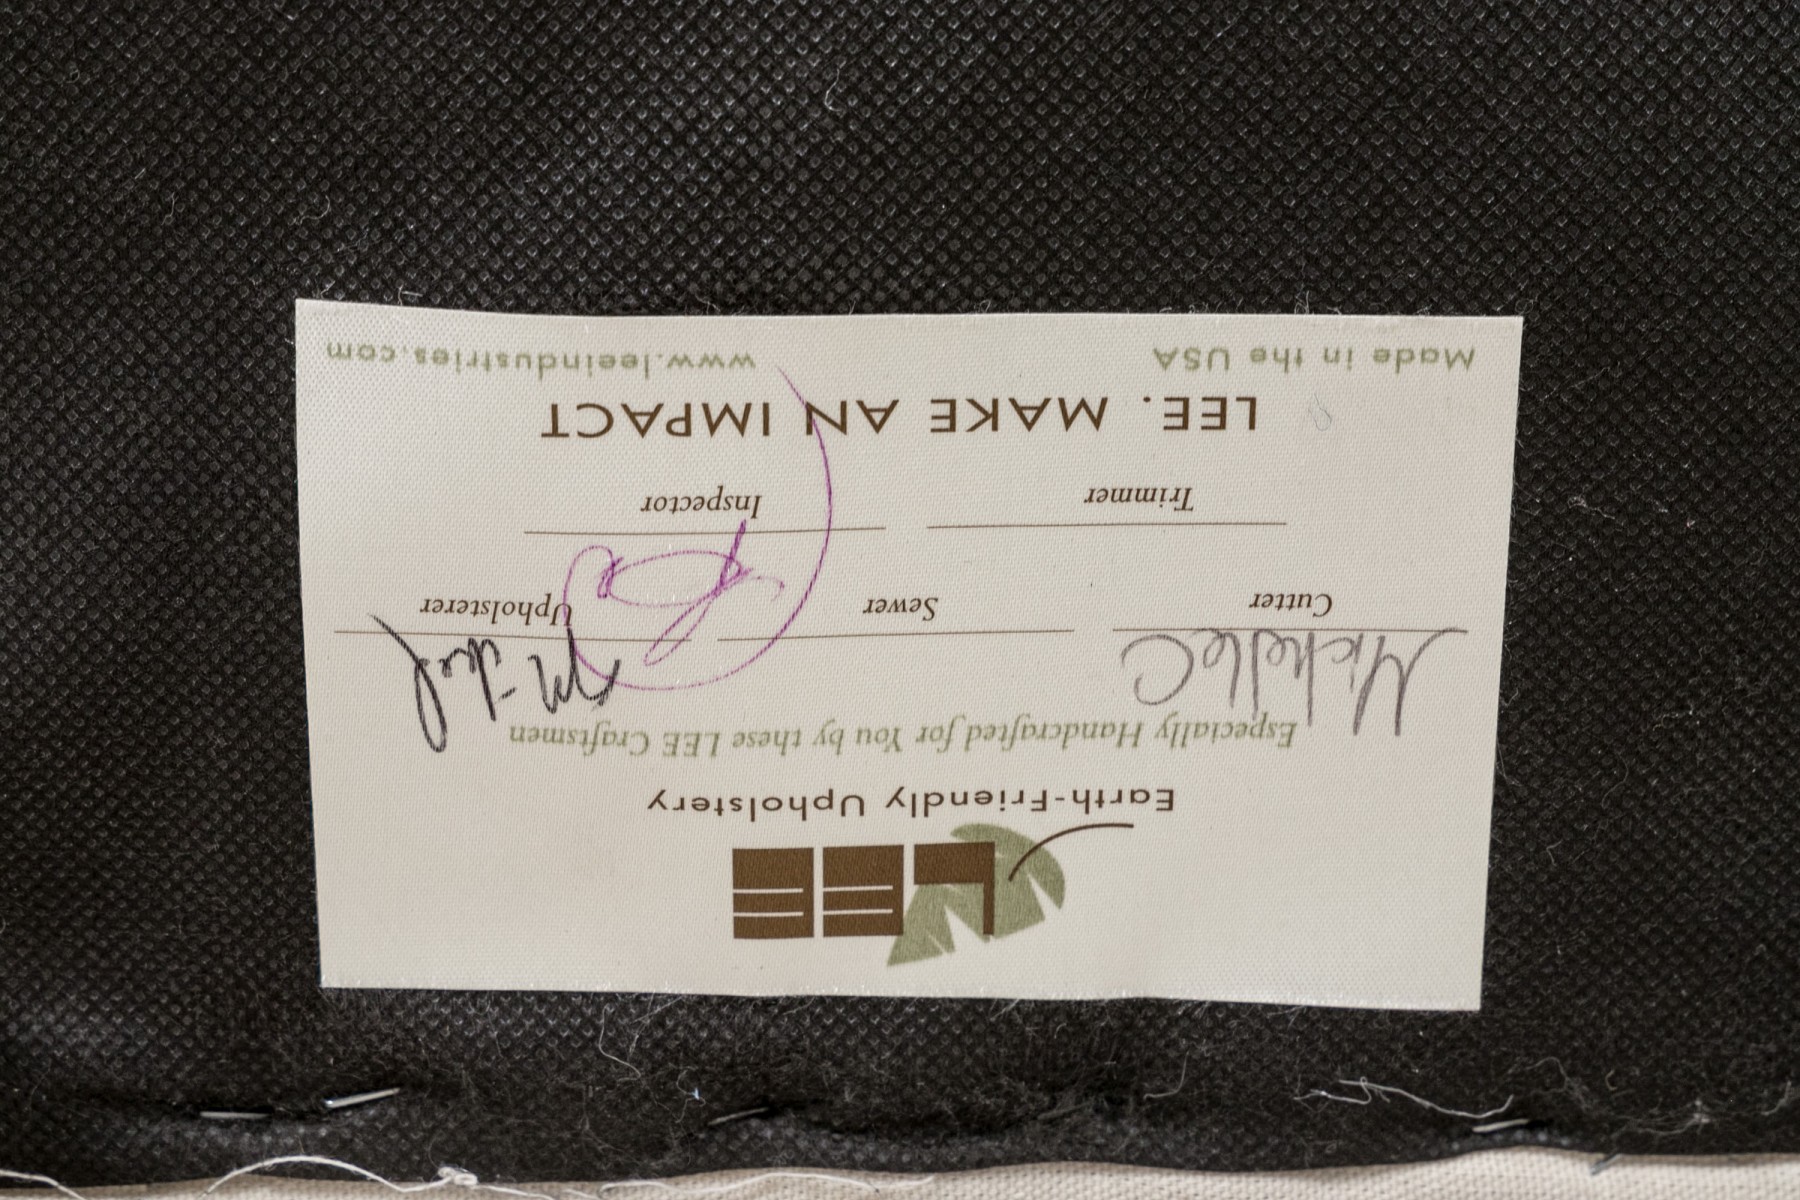 LEE
Earth-Friendly Upholstery
Especially Handcrafted for You by these LEE Craftsmen
Michelle C
Cutter Sewer Upholsterer
Trimmer Inspector
LEE. MAKE AN IMPACT
Made in the USA www.leeindustries.com